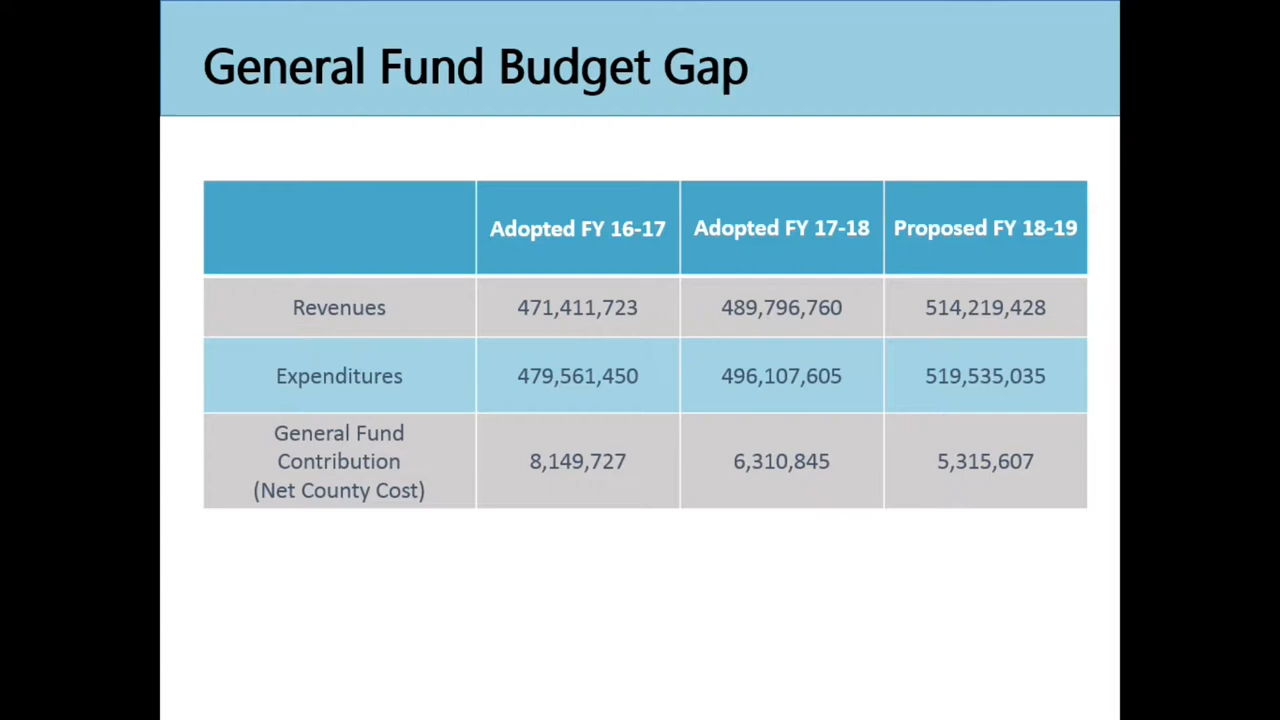 General Fund Budget Gap
Adopted FY 16-17 Adopted FY 17-18 Proposed FY 18-19
Revenues 471,411,723 489,796,760 514,219,428
Expenditures 479,561,450 496,107,605 519,535,035
General Fund
Contribution 8,149,727 6,310,845 5,315,607
(Net County Cost)